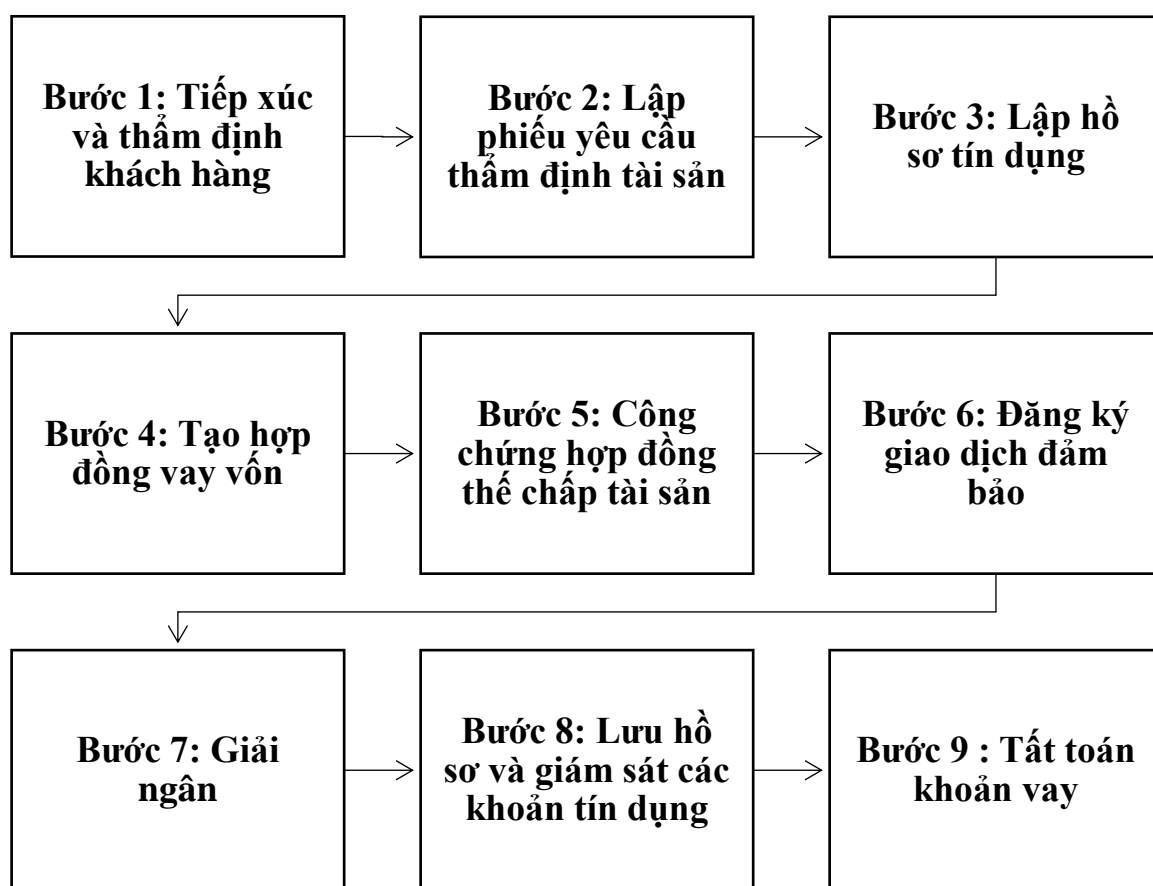 Bước 1: Tiếp xúc
và thẩm định
khách hàng
Bước 2: Lập
phiếu yêu cầu
thẩm định tài sản
Bước 3: Lập hồ
sơ tín dụng
Bước 4: Tạo hợp
đồng vay vốn
Bước 5: Công
chứng hợp đồng
thế chấp tài sản
Bước 6: Đăng ký
giao dịch đảm
bảo
Bước 7: Giải
ngân
Bước 8: Lưu hồ
sơ và giám sát các
khoản tín dụng
Bước 9 : Tất toán
khoản vay